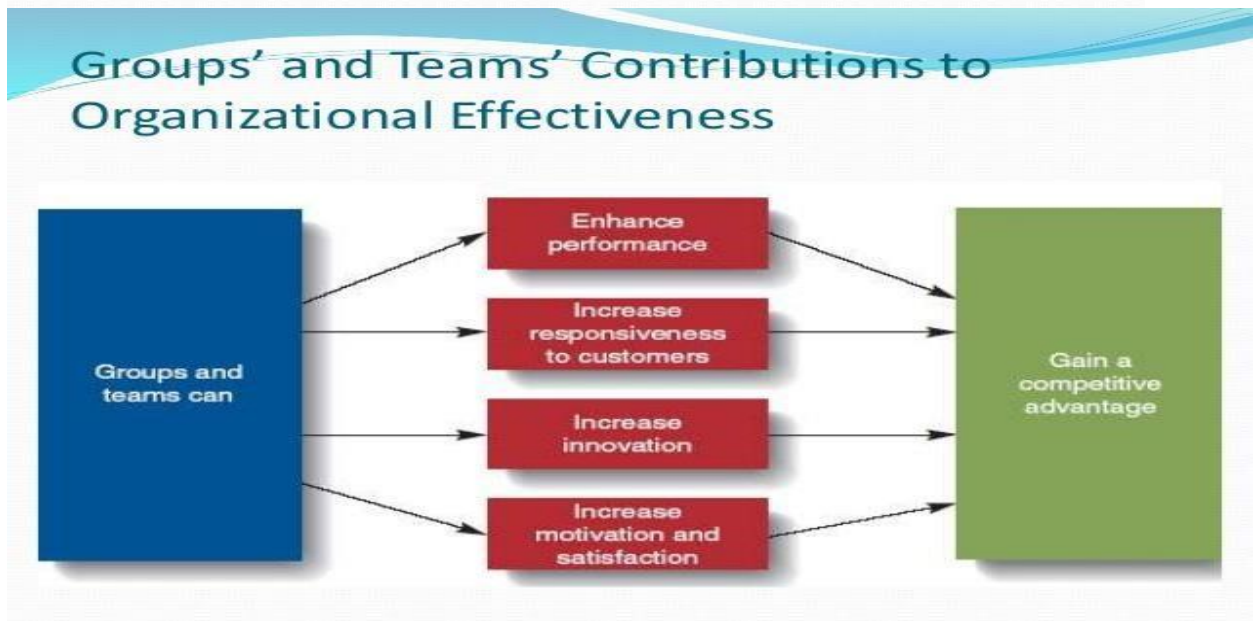 Groups’ and Teams’ Contributions to
Organizational Effectiveness
Groups and
teams can
Enhance
performance
Increase
responsiveness
to customers
Increase
innovation
Increase
motivation and
satisfaction
Gain a
competitive
advantage